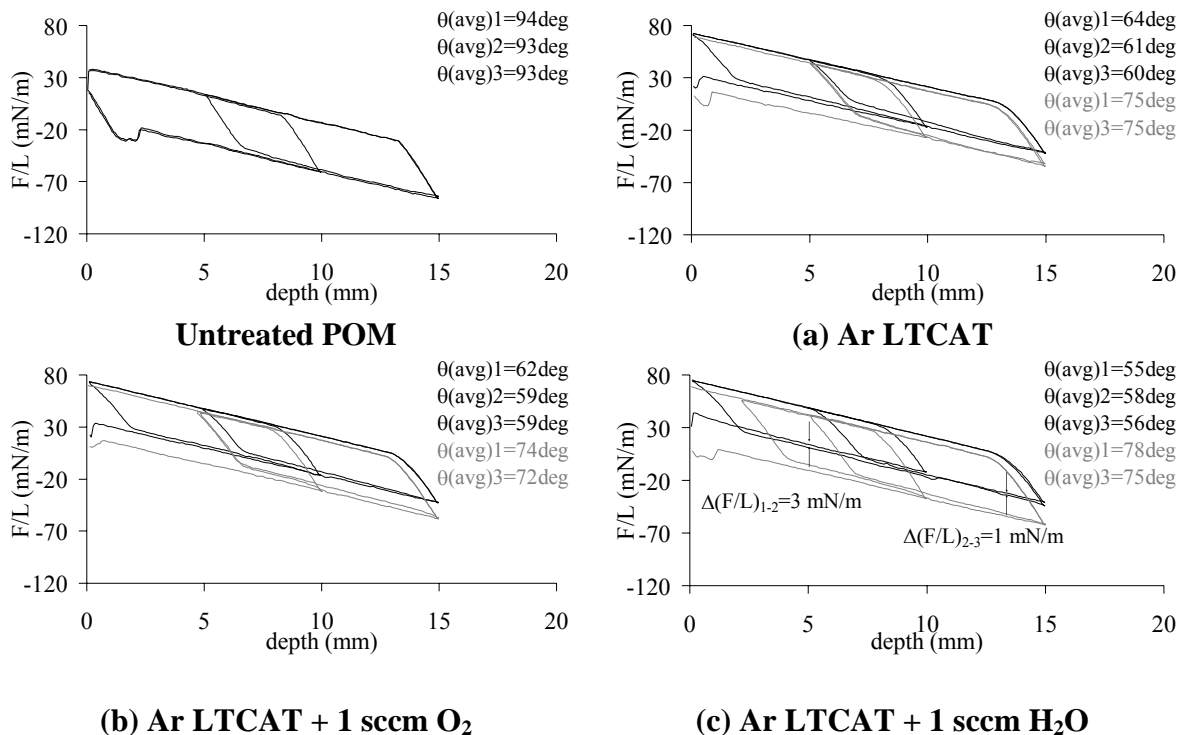 80
30
-20
-70
-120
F/L (mN/m)
0 5 10 15 20
depth (mm)
θ(avg)1=94deg
θ(avg)2=93deg
θ(avg)3=93deg
Untreated POM
80
30
-20
-70
-120
F/L (mN/m)
0 5 10 15 20
depth (mm)
θ(avg)1=64deg
θ(avg)2=61deg
θ(avg)3=60deg
θ(avg)1=75deg
θ(avg)3=75deg
(a) Ar LTCAT
80
30
-20
-70
-120
F/L (mN/m)
0 5 10 15 20
depth (mm)
θ(avg)1=62deg
θ(avg)2=59deg
θ(avg)3=59deg
θ(avg)1=74deg
θ(avg)3=72deg
(b) Ar LTCAT + 1 sccm O₂
80
30
-20
-70
-120
F/L (mN/m)
0 5 10 15 20
depth (mm)
θ(avg)1=55deg
θ(avg)2=58deg
θ(avg)3=56deg
θ(avg)1=78deg
θ(avg)3=75deg
Δ(F/L)₁₋₂=3 mN/m
Δ(F/L)₂₋₃=1 mN/m
(c) Ar LTCAT + 1 sccm H₂O